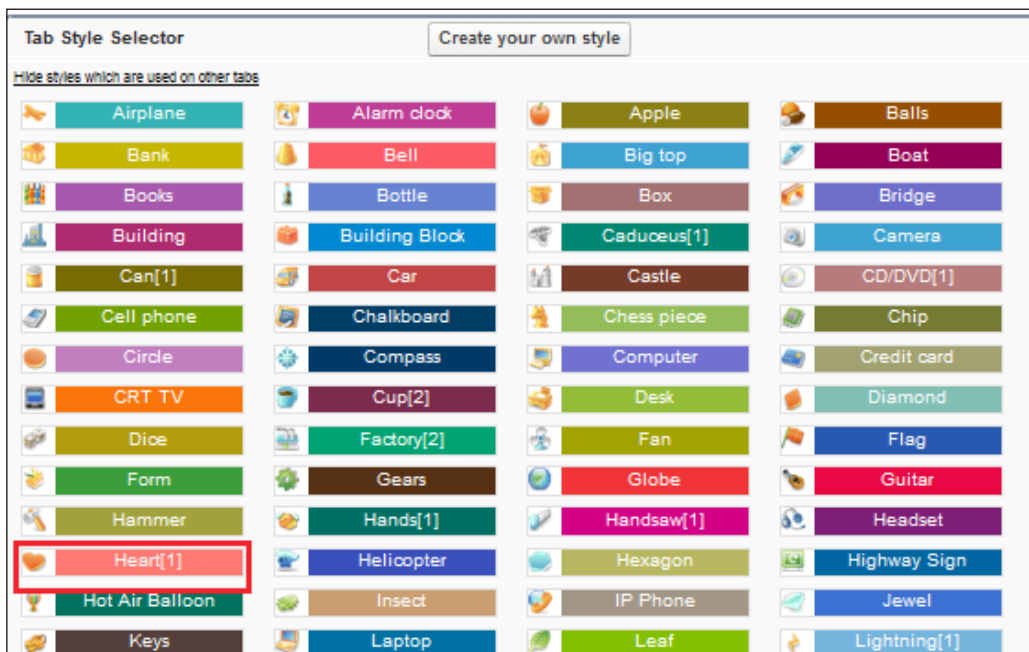 Tab Style Selector Create your own style
Hide styles which are used on other tabs
Airplane Alarm clock Apple Balls
Bank Bell Big top Boat
Books Bottle Box Bridge
Building Building Block Caduceus[1] Camera
Can[1] Car Castle CD/DVD[1]
Cell phone Chalkboard Chess piece Chip
Circle Compass Computer Credit card
CRT TV Cup[2] Desk Diamond
Dice Factory[2] Fan Flag
Form Gears Globe Guitar
Hammer Hands[1] Handsaw[1] Headset
Heart[1] Helicopter Hexagon Highway Sign
Hot Air Balloon Insect IP Phone Jewel
Keys Laptop Leaf Lightning[1]